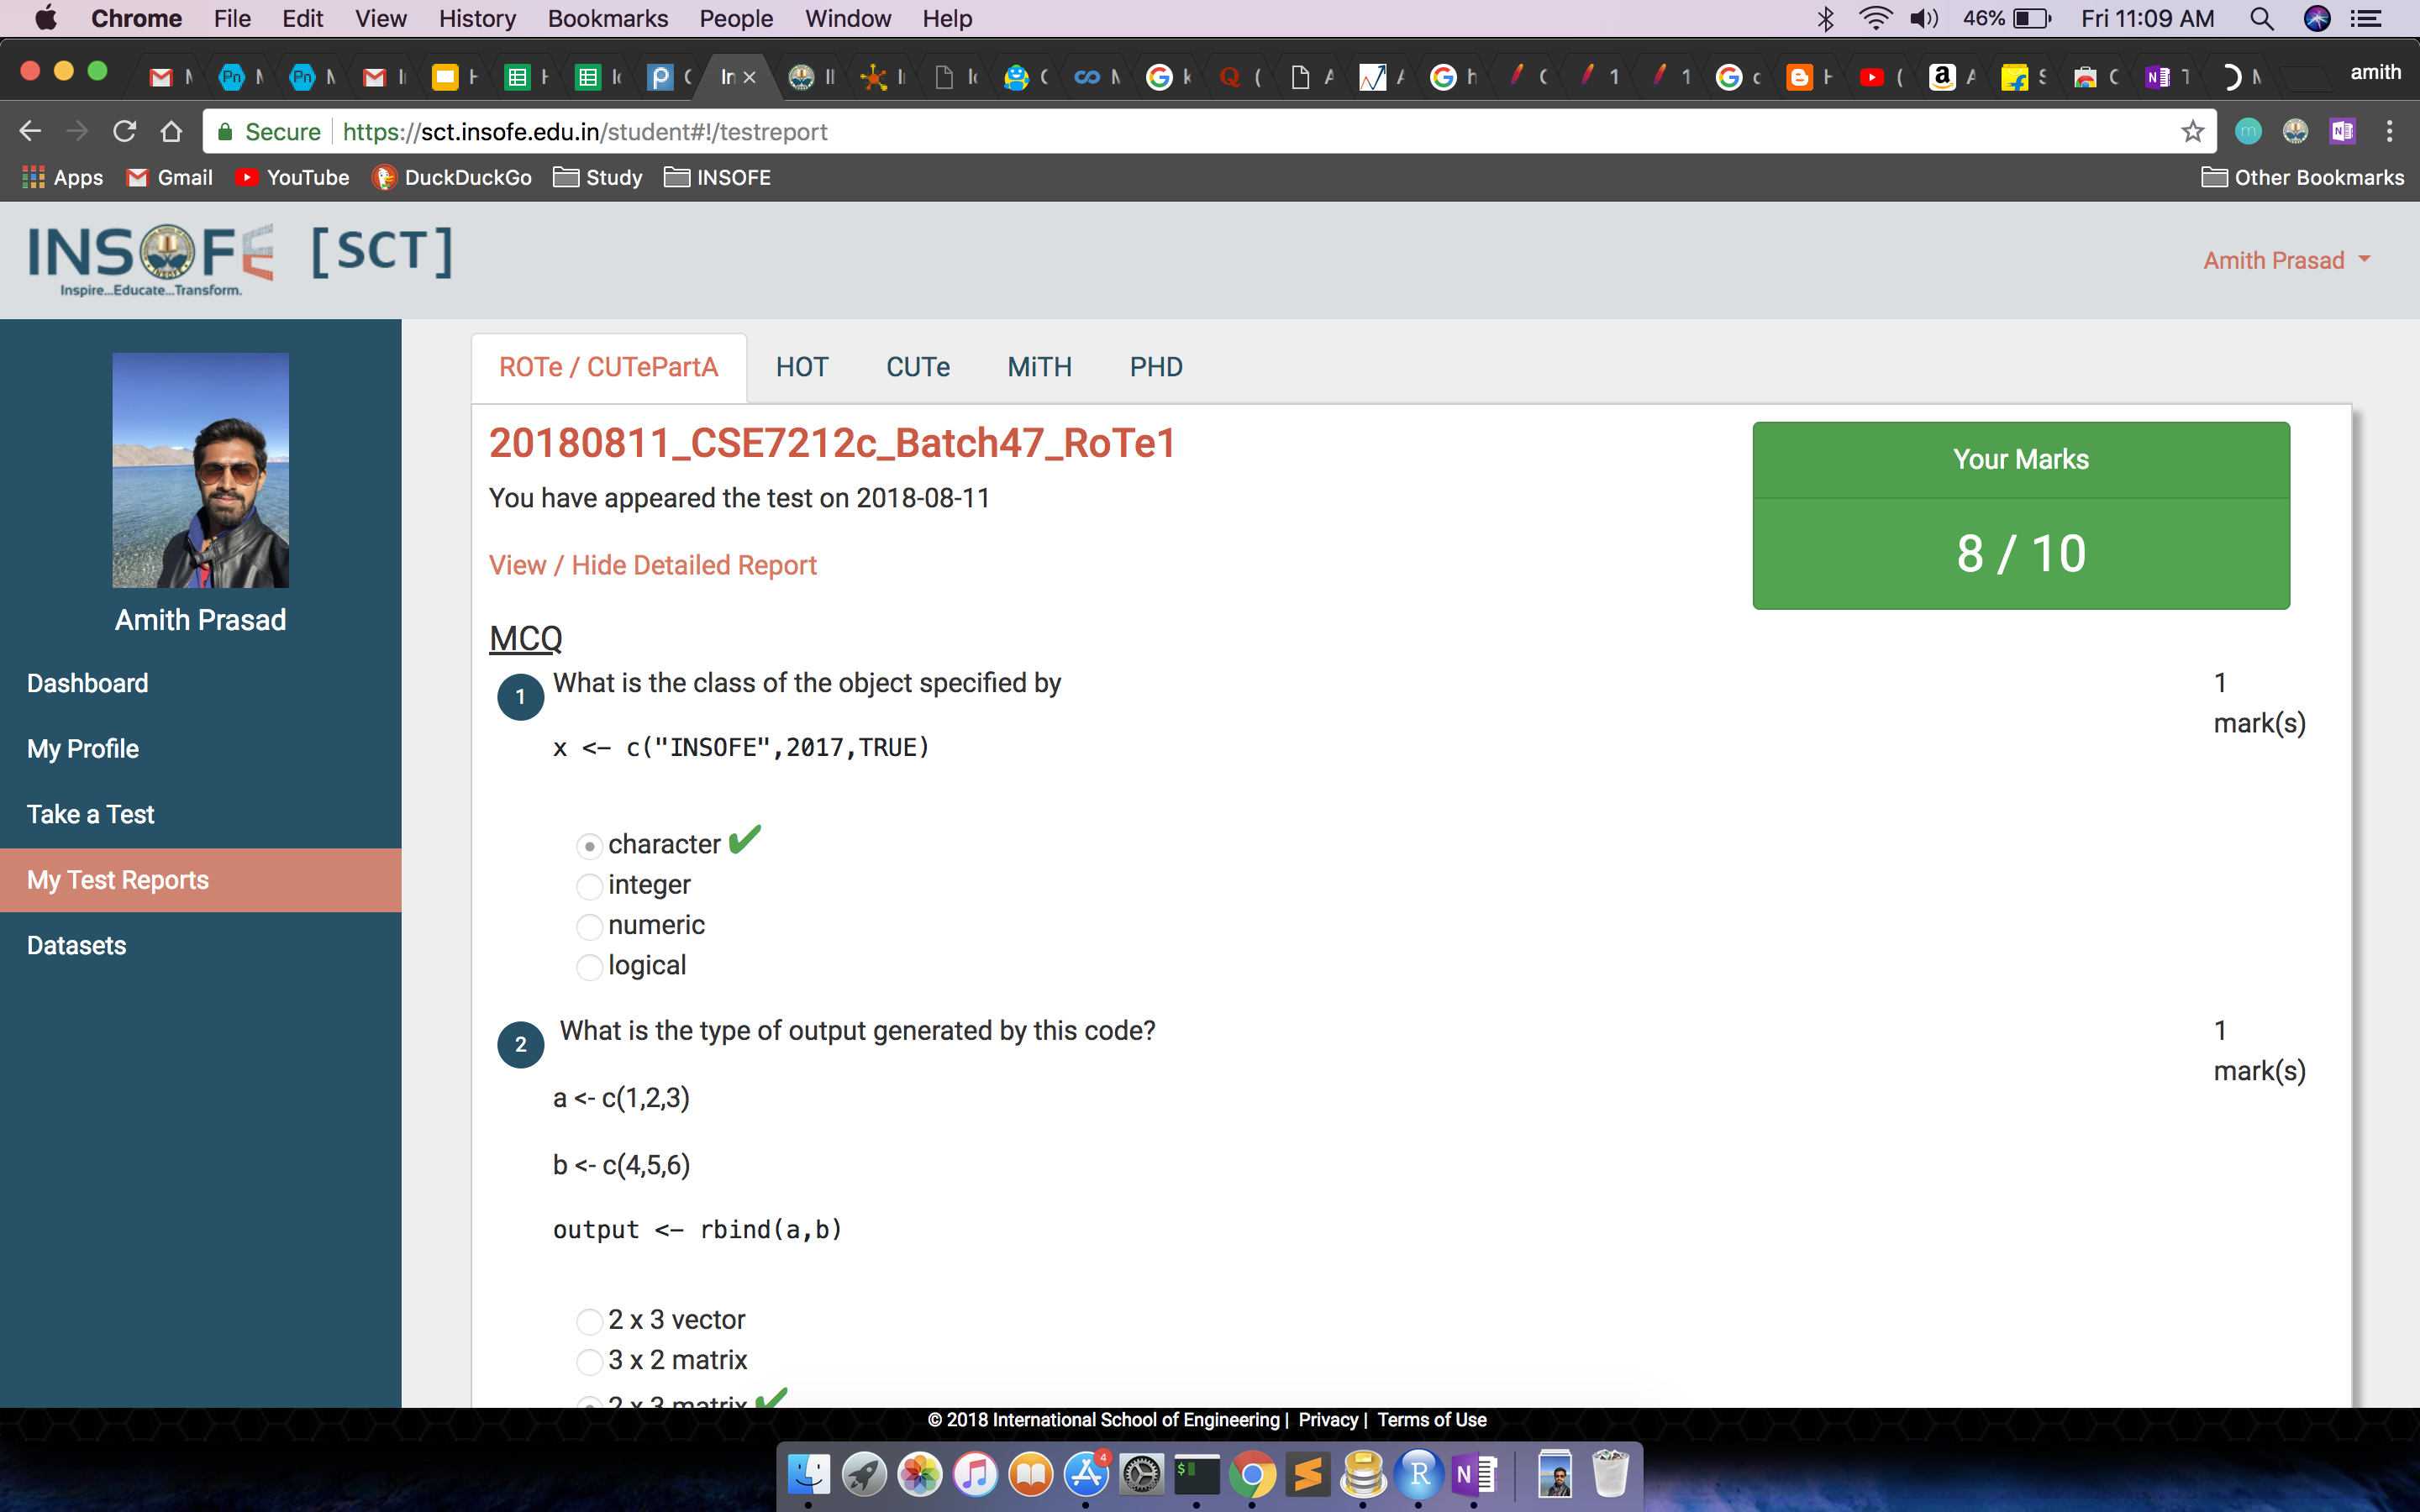 Chrome File Edit View History Bookmarks People Window Help 46% Fri 11:09 AM
In amith
Secure https://sct.insofe.edu.in/student#!/testreport
Apps Gmail YouTube DuckDuckGo Study INSOFE Other Bookmarks
INSOFE [SCT]
Inspire...Educate...Transform.
Amith Prasad
Amith Prasad
Dashboard
My Profile
Take a Test
My Test Reports
Datasets
ROTe / CUTePartA HOT CUTe MiTH PHD
20180811_CSE7212c_Batch47_RoTe1
You have appeared the test on 2018-08-11
View / Hide Detailed Report
Your Marks
8 / 10
MCQ
1 What is the class of the object specified by
1
mark(s)
x <- c("INSOFE",2017,TRUE)
character
integer
numeric
logical
2 What is the type of output generated by this code?
1
mark(s)
a <- c(1,2,3)
b <- c(4,5,6)
output <- rbind(a,b)
2 x 3 vector
3 x 2 matrix
2 x 3 matrix
© 2018 International School of Engineering | Privacy | Terms of Use
4